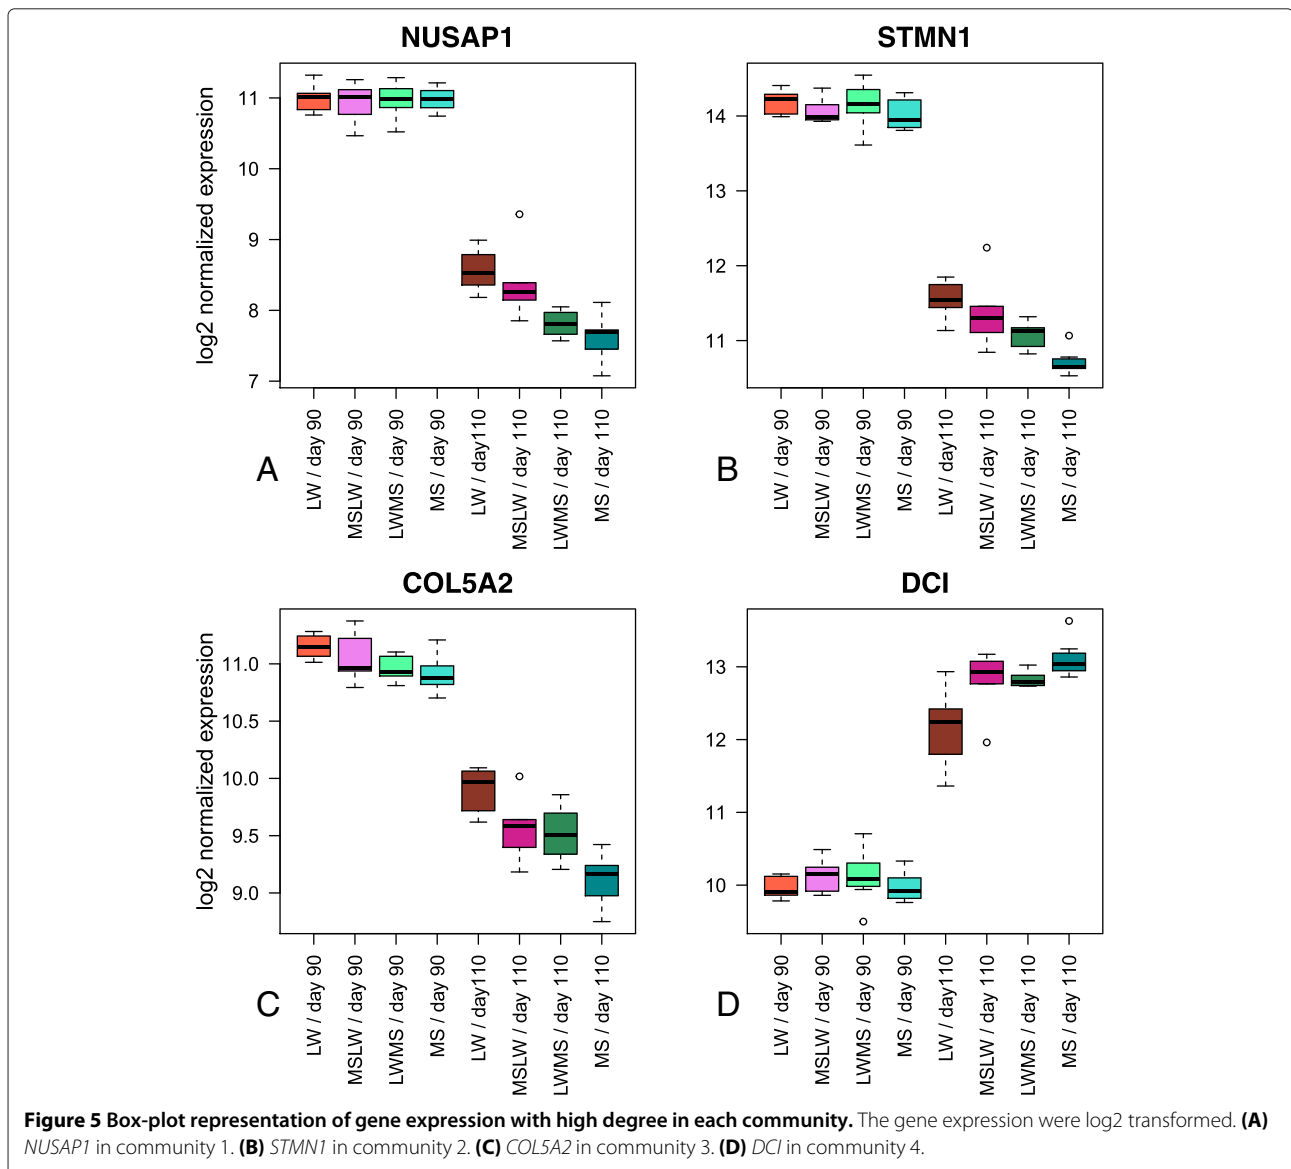 NUSAP1
log2 normalized expression
11
10
9
8
7
LW / day 90
MSLW / day 90
LWMS / day 90
MS / day 90
LW / day110
MSLW / day 110
LWMS / day 110
MS / day 110
A
STMN1
14
13
12
11
LW / day 90
MSLW / day 90
LWMS / day 90
MS / day 90
LW / day110
MSLW / day 110
LWMS / day 110
MS / day 110
B
COL5A2
log2 normalized expression
11.0
10.5
10.0
9.5
9.0
LW / day 90
MSLW / day 90
LWMS / day 90
MS / day 90
LW / day110
MSLW / day 110
LWMS / day 110
MS / day 110
C
DCI
13
12
11
10
LW / day 90
MSLW / day 90
LWMS / day 90
MS / day 90
LW / day110
MSLW / day 110
LWMS / day 110
MS / day 110
D
Figure 5 Box-plot representation of gene expression with high degree in each community. The gene expression were log2 transformed. (A)
NUSAP1 in community 1. (B) STMN1 in community 2. (C) COL5A2 in community 3. (D) DCI in community 4.